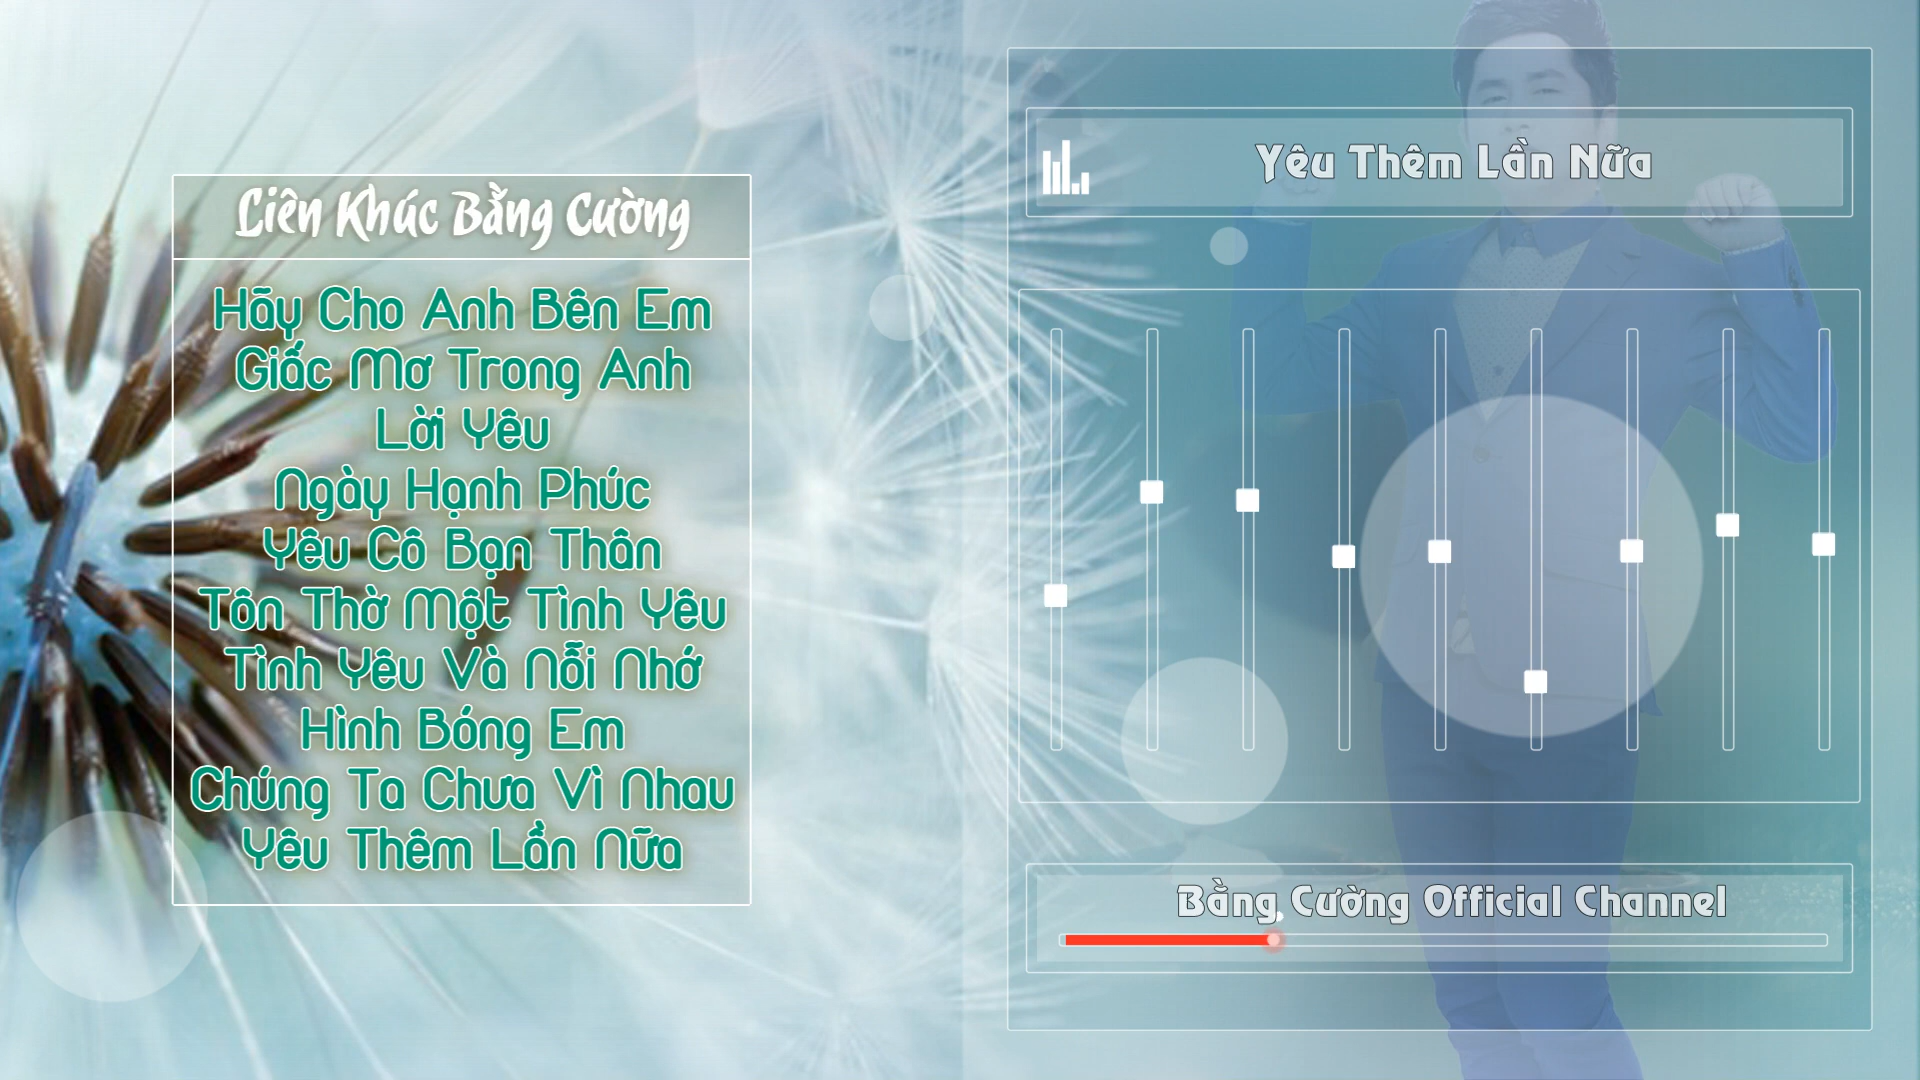 Liên Khúc Bằng Cường
Hãy Cho Anh Bên Em
Giấc Mơ Trong Anh
Lời Yêu
Ngày Hạnh Phúc
Yêu Cô Bạn Thân
Tôn Thờ Một Tình Yêu
Tình Yêu Và Nỗi Nhớ
Hình Bóng Em
Chúng Ta Chưa Vì Nhau
Yêu Thêm Lần Nữa
Yêu Thêm Lần Nữa
Bằng Cường Official Channel